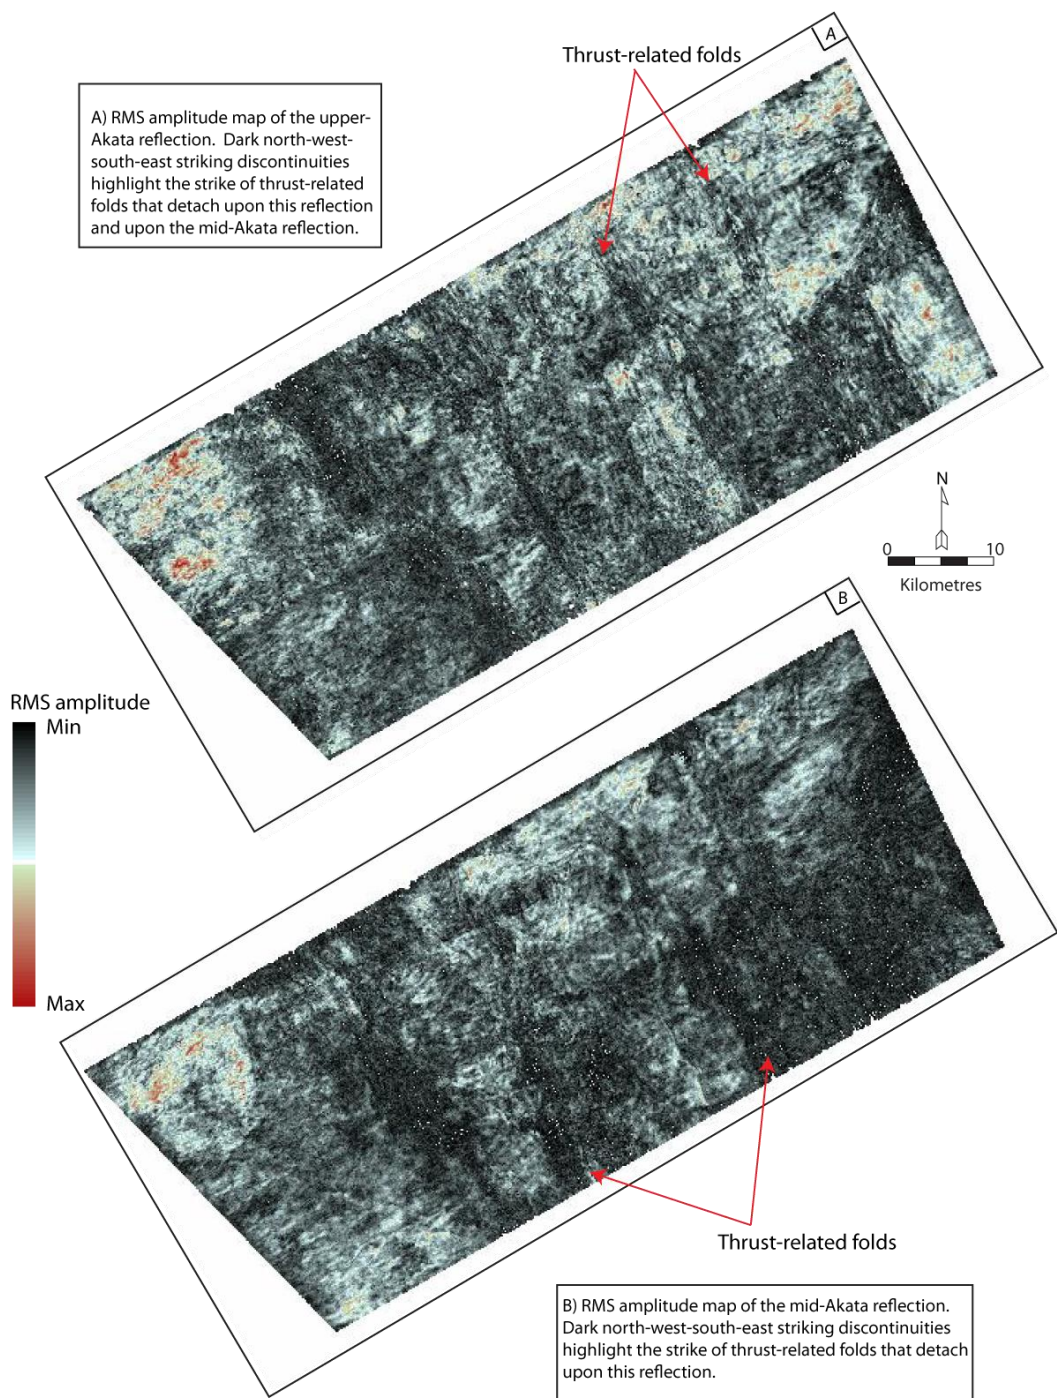 A
Thrust-related folds
A) RMS amplitude map of the upper-
Akata reflection. Dark north-west-
south-east striking discontinuities
highlight the strike of thrust-related
folds that detach upon this reflection
and upon the mid-Akata reflection.
N
0 10
Kilometres
B
RMS amplitude
Min
Max
Thrust-related folds
B) RMS amplitude map of the mid-Akata reflection.
Dark north-west-south-east striking discontinuities
highlight the strike of thrust-related folds that detach
upon this reflection.